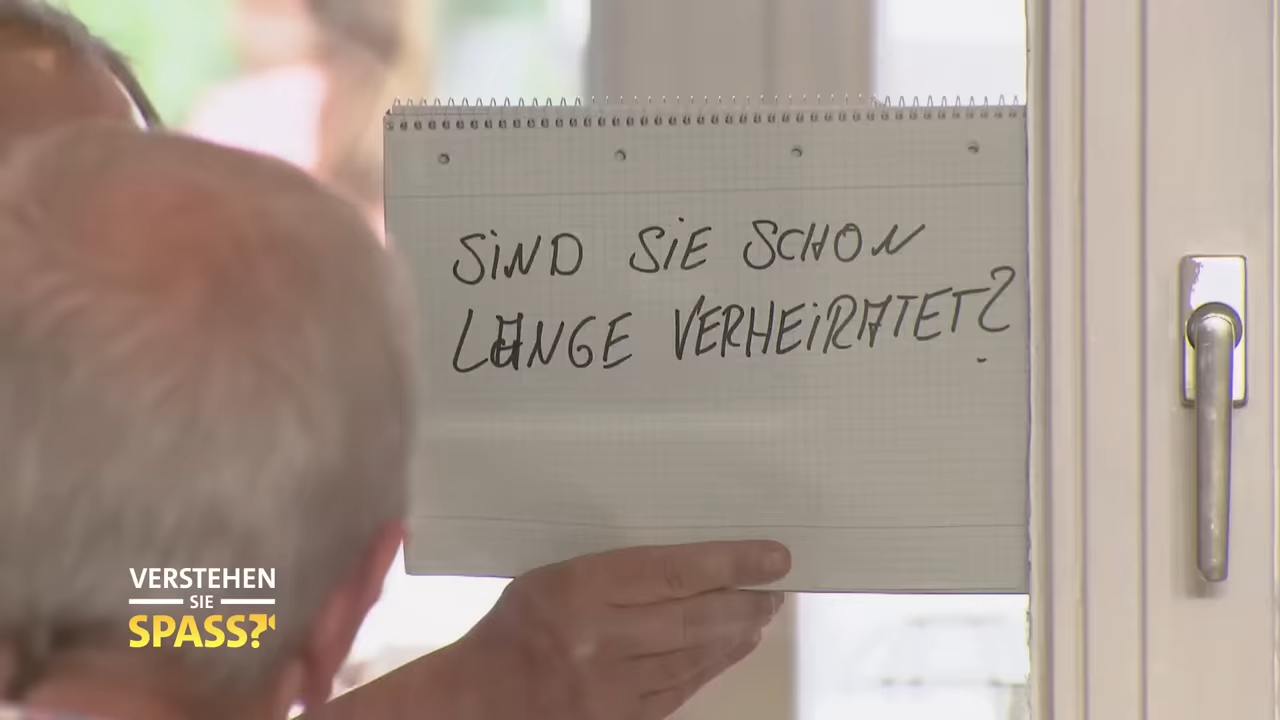 SIND SIE SCHON
LANGE VERHEIRATET?
VERSTEHEN
SIE
SPASS?